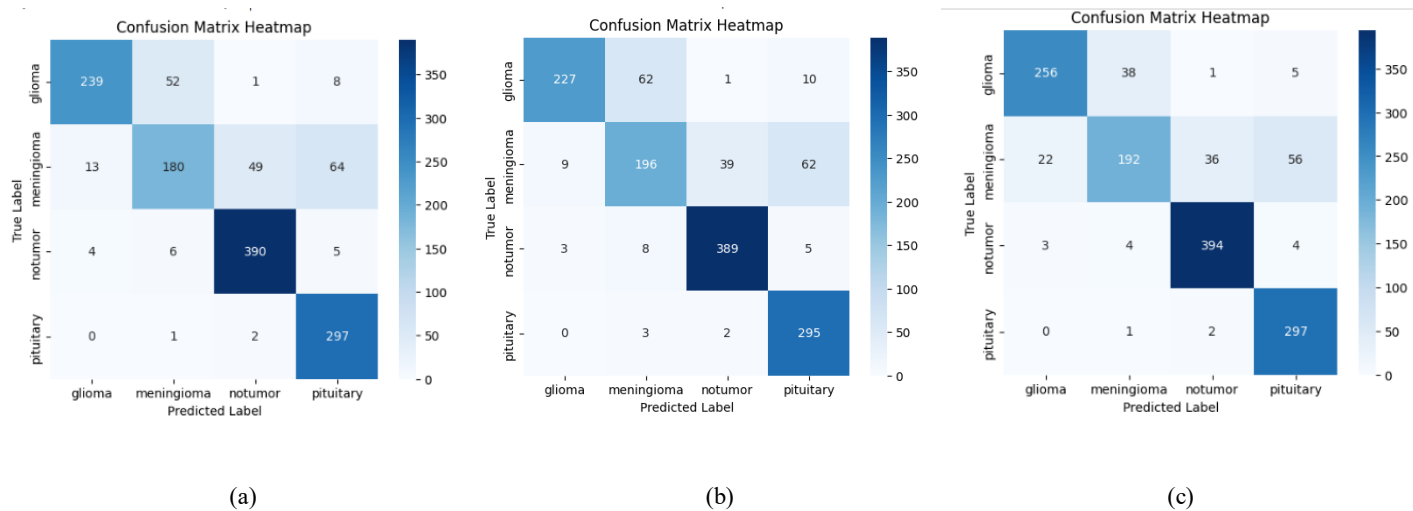 Confusion Matrix Heatmap
True Label
glioma
meningioma
notumor
pituitary
239 52 1 8
13 180 49 64
4 6 390 5
0 1 2 297
glioma meningioma notumor pituitary
Predicted Label
350
300
250
200
150
100
50
0
(a)
Confusion Matrix Heatmap
True Label
glioma
meningioma
notumor
pituitary
227 62 1 10
9 196 39 62
3 8 389 5
0 3 2 295
glioma meningioma notumor pituitary
Predicted Label
350
300
250
200
150
100
50
0
(b)
Confusion Matrix Heatmap
True Label
glioma
meningioma
notumor
pituitary
256 38 1 5
22 192 36 56
3 4 394 4
0 1 2 297
glioma meningioma notumor pituitary
Predicted Label
350
300
250
200
150
100
50
0
(c)